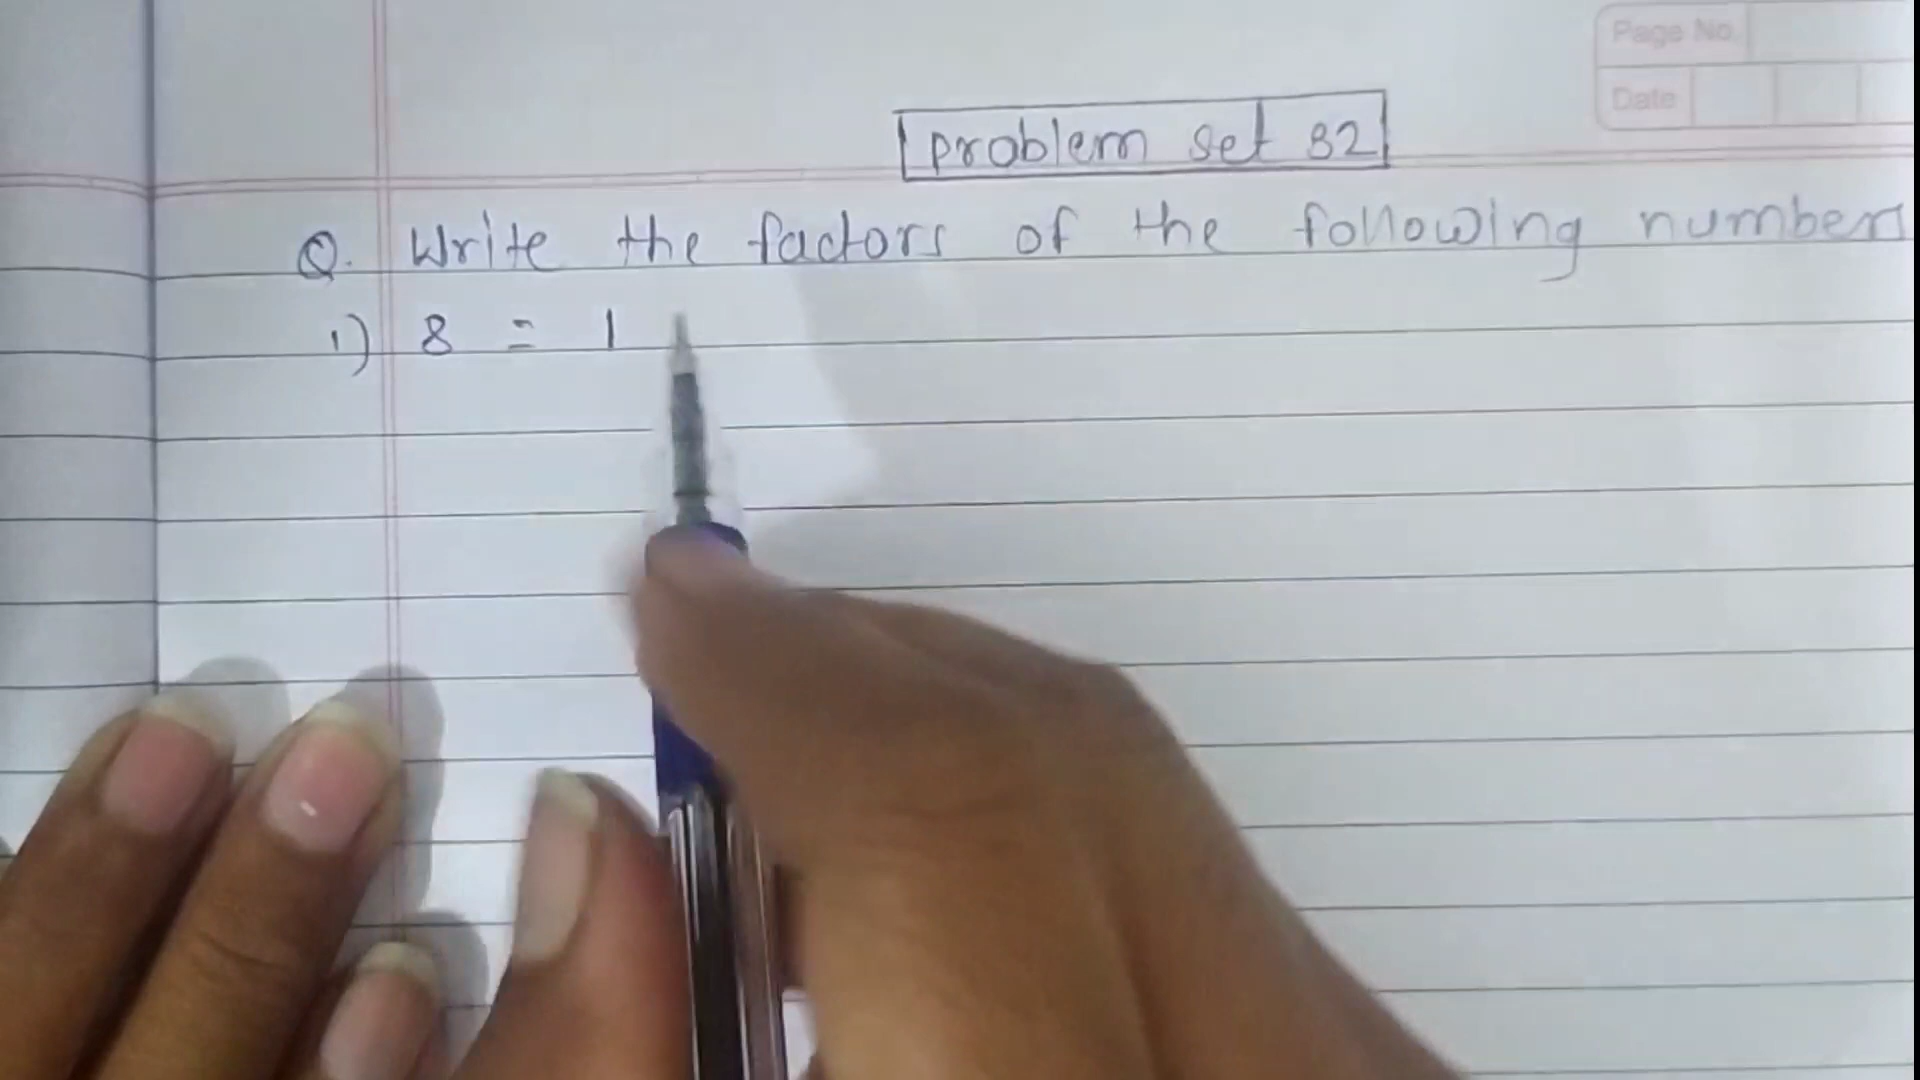 Page No.
Date
Problem set 32
Q. Write the factors of the following numbers
1) 8 = 1